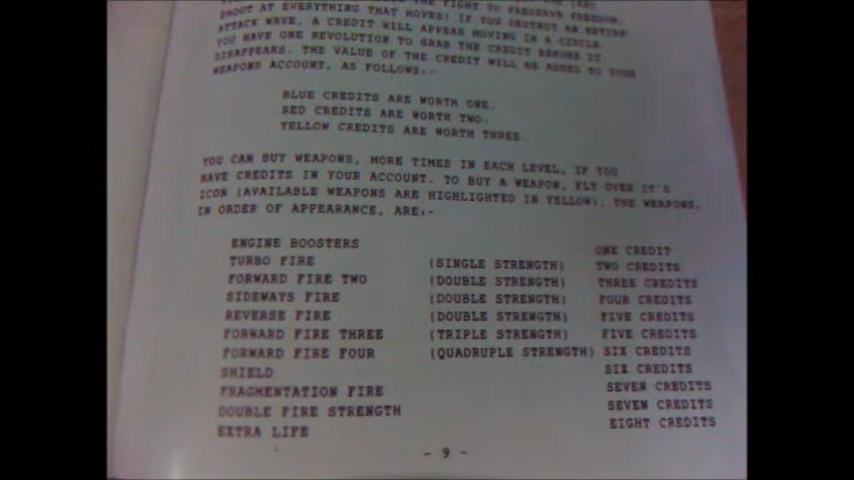 THE FIGHT TO PRESERVE FREEDOM,
SHOOT AT EVERYTHING THAT MOVES! IF YOU DESTROY AN ENTIRE
ATTACK WAVE, A CREDIT WILL APPEAR MOVING IN A CIRCLE
YOU HAVE ONE REVOLUTION TO GRAB THE CREDIT BEFORE IT
DISAPPEARS. THE VALUE OF THE CREDIT WILL BE ADDED TO YOUR
WEAPONS ACCOUNT, AS FOLLOWS:-
BLUE CREDITS ARE WORTH ONE.
RED CREDITS ARE WORTH TWO.
YELLOW CREDITS ARE WORTH THREE.
YOU CAN BUY WEAPONS, MORE TIMES IN EACH LEVEL, IF YOU
HAVE CREDITS IN YOUR ACCOUNT. TO BUY A WEAPON, FLY OVER IT'S
ICON (AVAILABLE WEAPONS ARE HIGHLIGHTED IN YELLOW). THE WEAPONS,
IN ORDER OF APPEARANCE, ARE:-
ENGINE BOOSTERS ONE CREDIT
TURBO FIRE (SINGLE STRENGTH) TWO CREDITS
FORWARD FIRE TWO (DOUBLE STRENGTH) THREE CREDITS
SIDEWAYS FIRE (DOUBLE STRENGTH) FOUR CREDITS
REVERSE FIRE (DOUBLE STRENGTH) FIVE CREDITS
FORWARD FIRE THREE (TRIPLE STRENGTH) FIVE CREDITS
FORWARD FIRE FOUR (QUADRUPLE STRENGTH) SIX CREDITS
SHIELD SIX CREDITS
FRAGMENTATION FIRE SEVEN CREDITS
DOUBLE FIRE STRENGTH SEVEN CREDITS
EXTRA LIFE EIGHT CREDITS
- 9 -